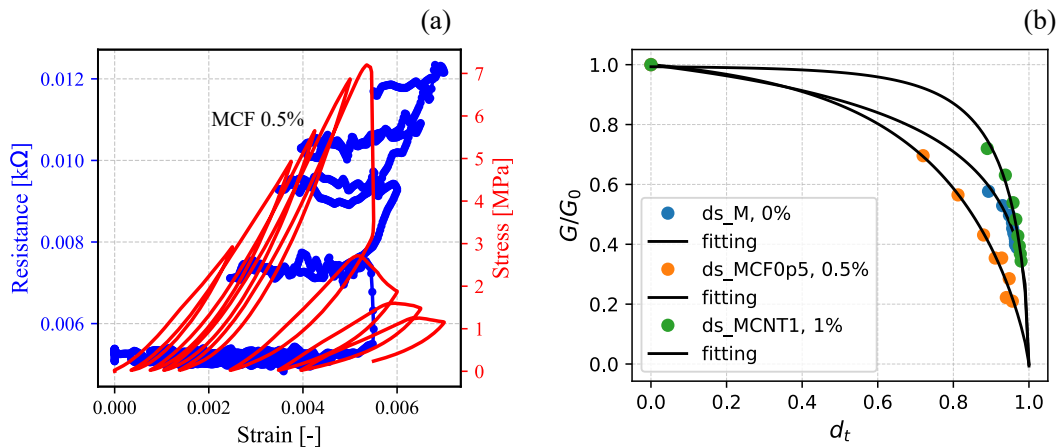 (a)
Resistance [kΩ]
0.012
0.010
0.008
0.006
MCF 0.5%
7
6
5
4
3
2
1
0
Stress [MPa]
0.000
0.002
0.004
0.006
Strain [-]
(b)
G/G₀
1.0
0.8
0.6
0.4
0.2
0.0
ds_M, 0%
fitting
ds_MCF0p5, 0.5%
fitting
ds_MCNT1, 1%
fitting
0.0
0.2
0.4
0.6
0.8
1.0
dₜ